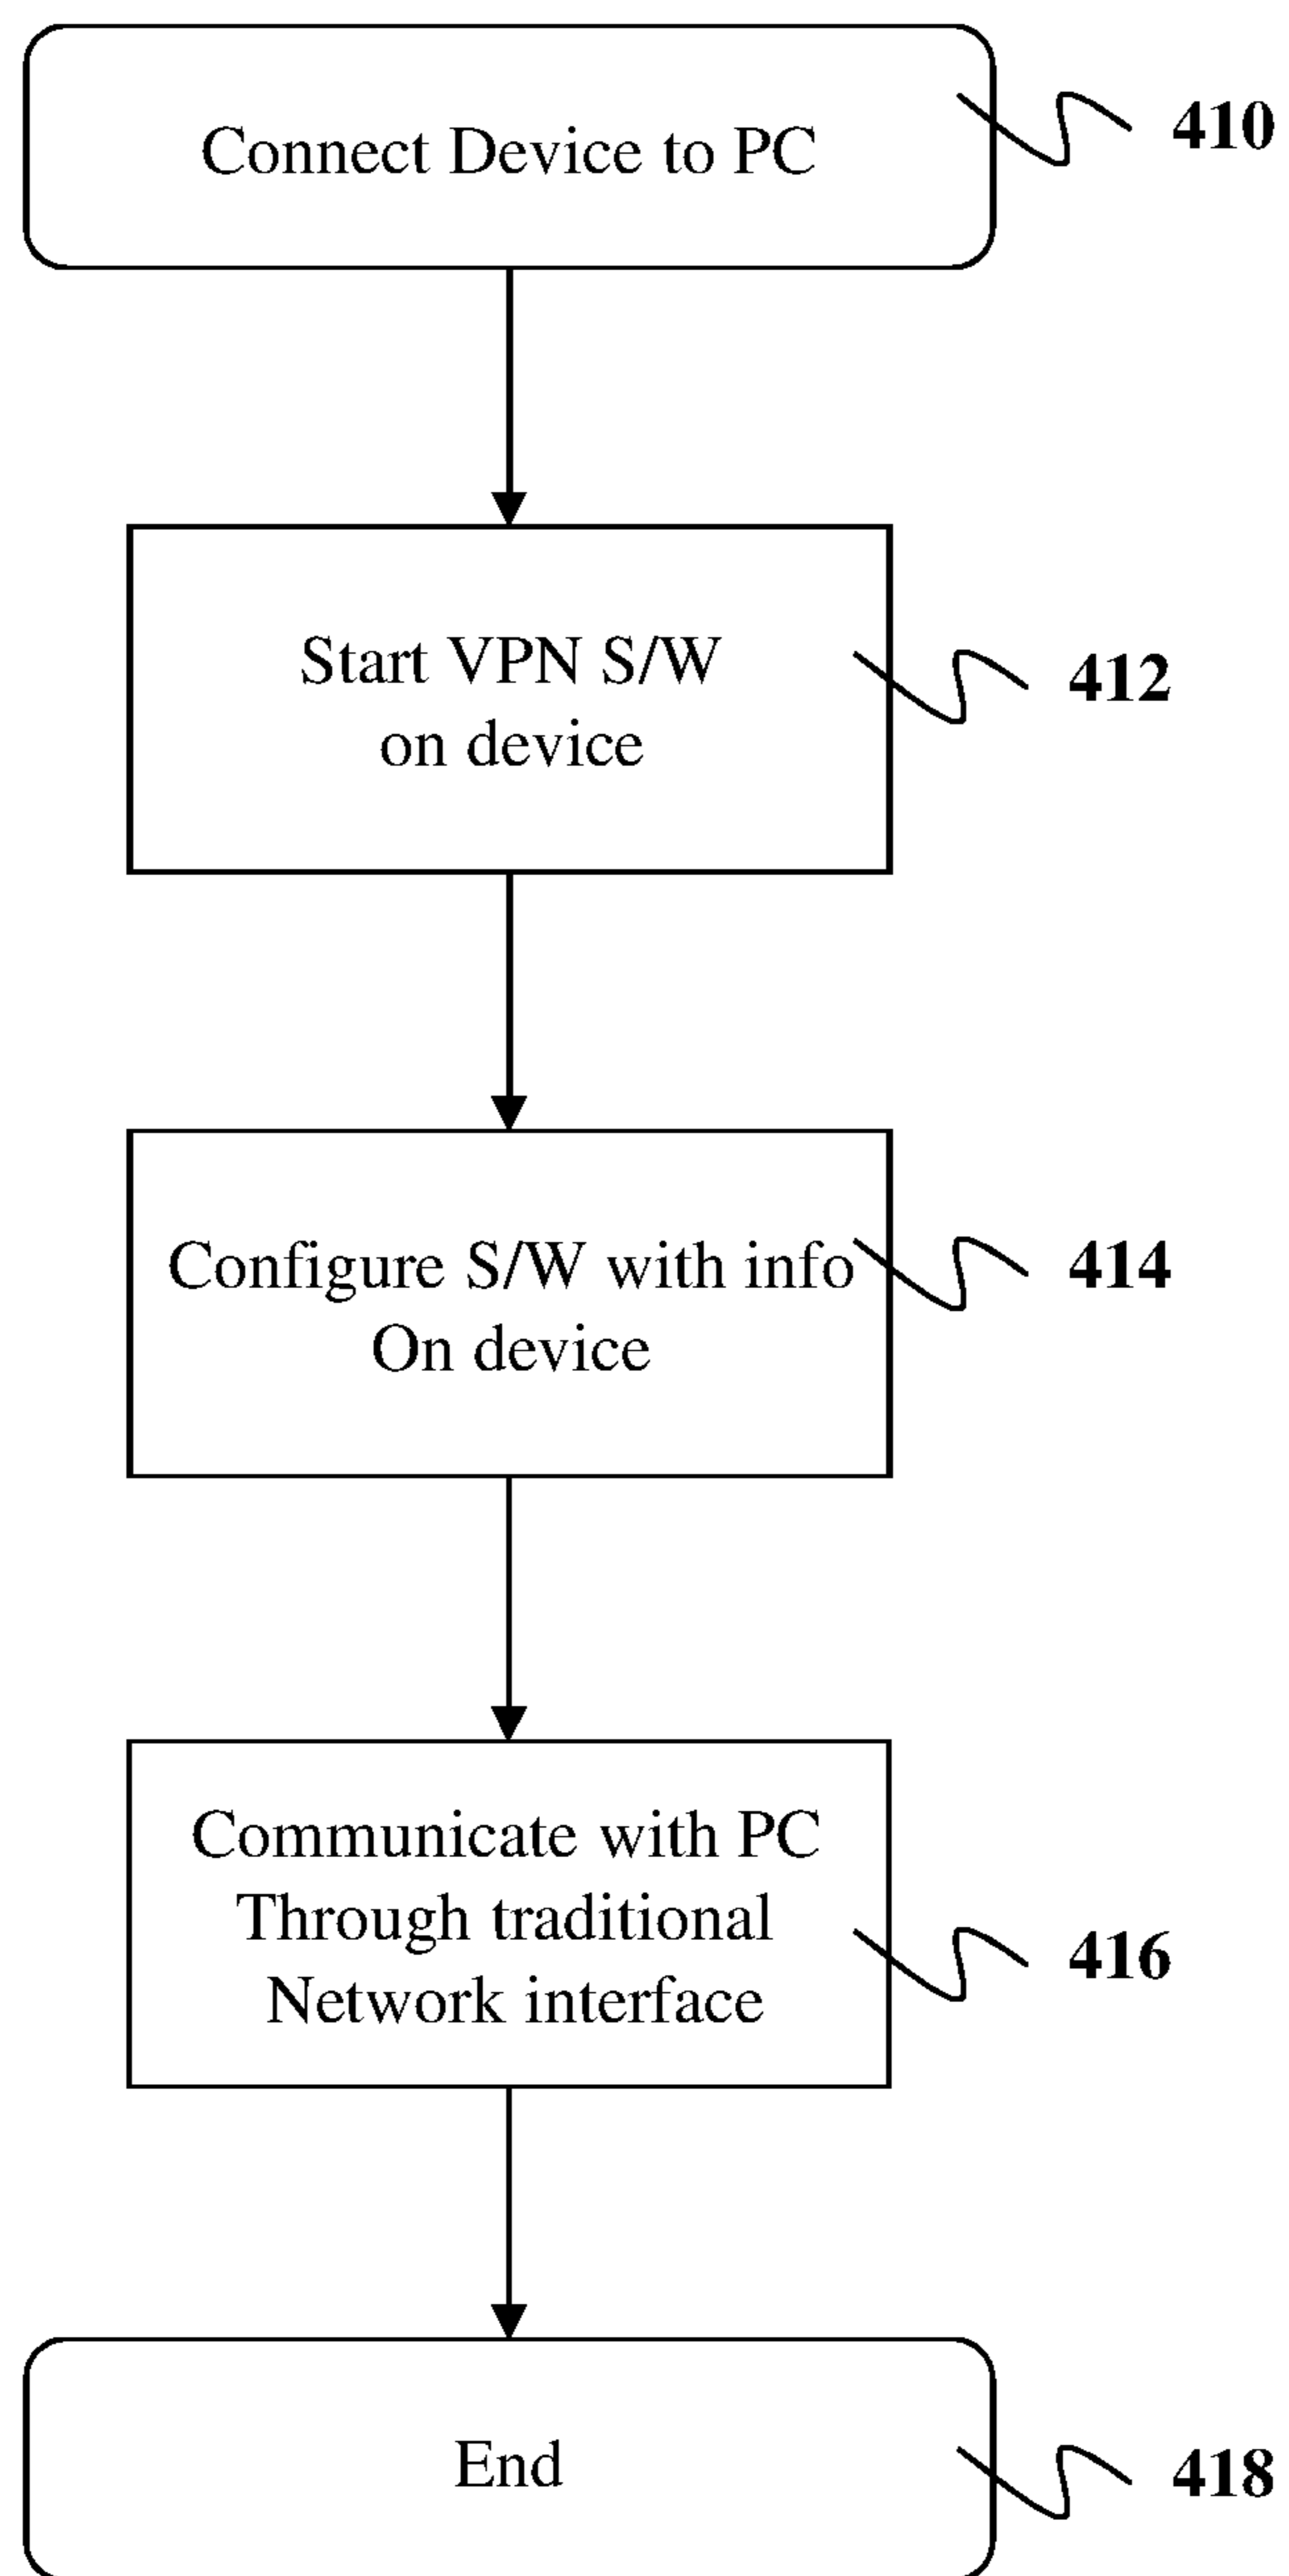 Connect Device to PC
410
Start VPN S/W
on device
412
Configure S/W with info
On device
414
Communicate with PC
Through traditional
Network interface
416
End
418